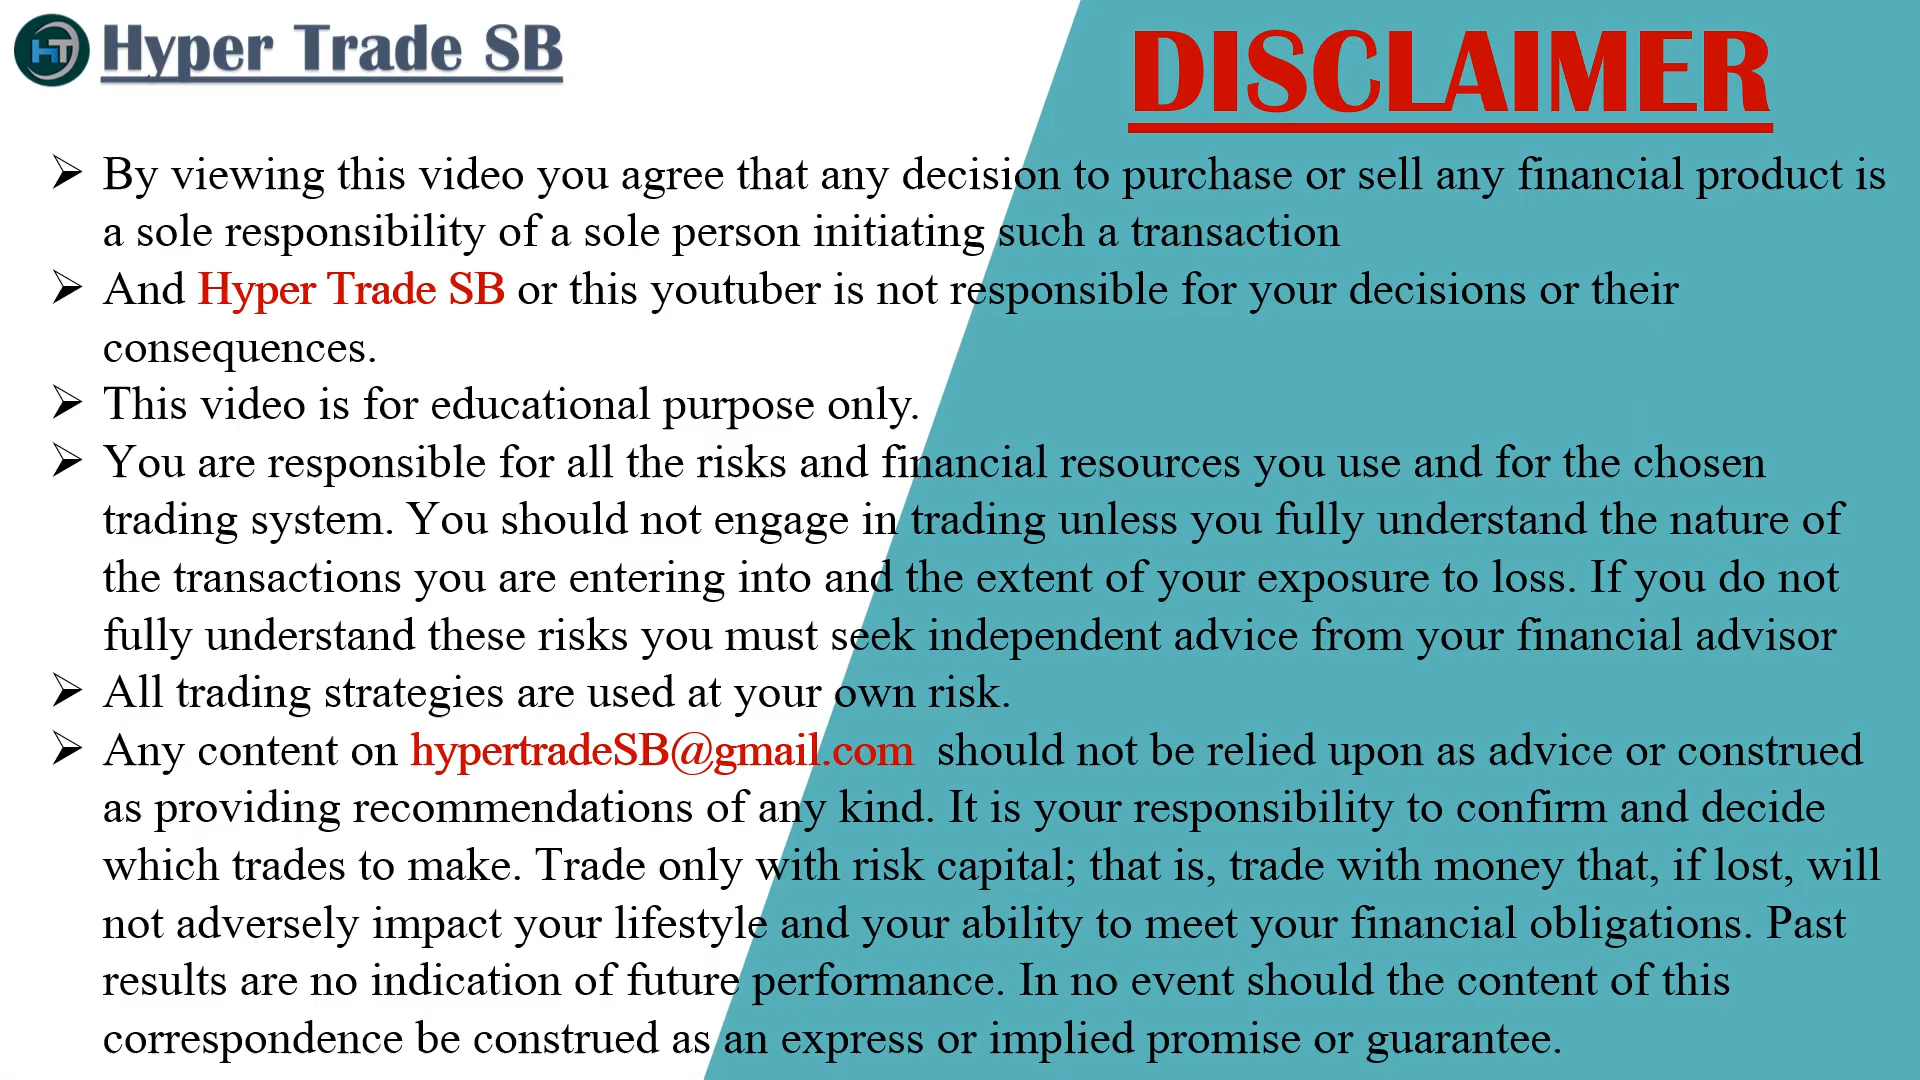 HT Hyper Trade SB
DISCLAIMER
By viewing this video you agree that any decision to purchase or sell any financial product is
a sole responsibility of a sole person initiating such a transaction
And Hyper Trade SB or this youtuber is not responsible for your decisions or their
consequences.
This video is for educational purpose only.
You are responsible for all the risks and financial resources you use and for the chosen
trading system. You should not engage in trading unless you fully understand the nature of
the transactions you are entering into and the extent of your exposure to loss. If you do not
fully understand these risks you must seek independent advice from your financial advisor
All trading strategies are used at your own risk.
Any content on hypertradeSB@gmail.com should not be relied upon as advice or construed
as providing recommendations of any kind. It is your responsibility to confirm and decide
which trades to make. Trade only with risk capital; that is, trade with money that, if lost, will
not adversely impact your lifestyle and your ability to meet your financial obligations. Past
results are no indication of future performance. In no event should the content of this
correspondence be construed as an express or implied promise or guarantee.